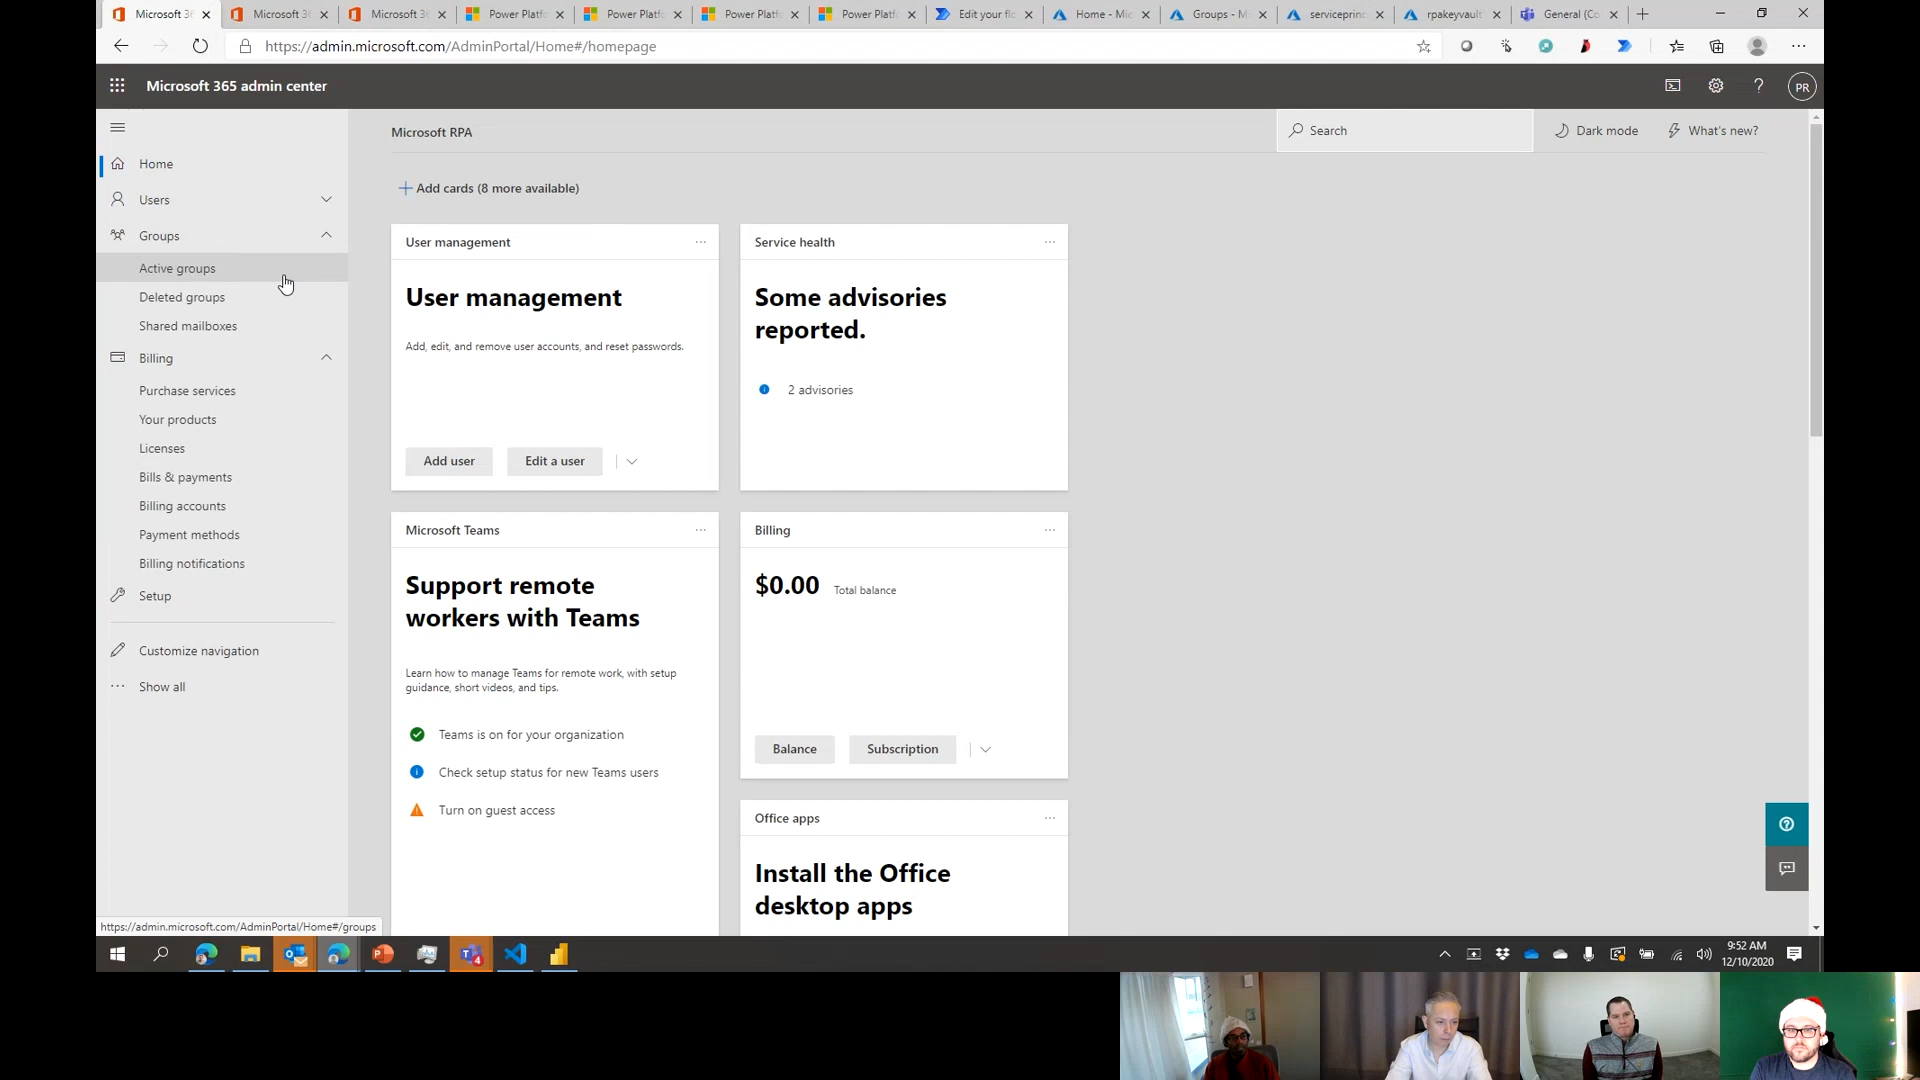 Microsoft 36
Microsoft 36
Microsoft 36
Power Platf
Power Platf
Power Platf
Power Platf
Edit your flo
Home - Mic
Groups - Mi
serviceprinc
rpakeyvault
General (Co
https://admin.microsoft.com/AdminPortal/Home#/homepage
Microsoft 365 admin center
PR
Microsoft RPA
Search
Dark mode
What's new?
Home
Users
Groups
Active groups
Deleted groups
Shared mailboxes
Billing
Purchase services
Your products
Licenses
Bills & payments
Billing accounts
Payment methods
Billing notifications
Setup
Customize navigation
Show all
Add cards (8 more available)
User management
User management
Add, edit, and remove user accounts, and reset passwords.
Add user
Edit a user
Service health
Some advisories
reported.
2 advisories
Microsoft Teams
Support remote
workers with Teams
Learn how to manage Teams for remote work, with setup
guidance, short videos, and tips.
Teams is on for your organization
Check setup status for new Teams users
Turn on guest access
Billing
$0.00 Total balance
Balance
Subscription
Office apps
Install the Office
desktop apps
https://admin.microsoft.com/AdminPortal/Home#/groups
4
9:52 AM
12/10/2020